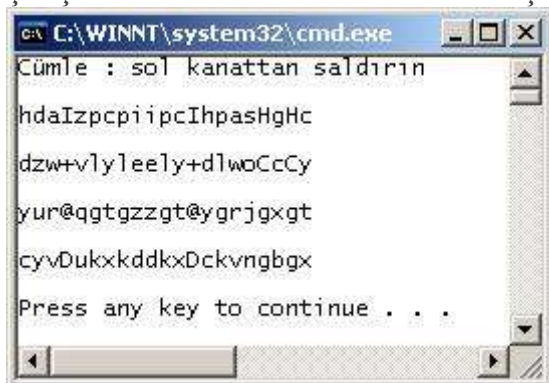 C:\WINNT\system32\cmd.exe
Cümle : sol kanattan saldırın
hdaIzpcpiipcIhpasHgHc
dzw+vlyleely+dlwoCcCy
yur@qgtgzzgt@ygrjgxgt
cyvDukxkddkxDckvngbgx
Press any key to continue . . .